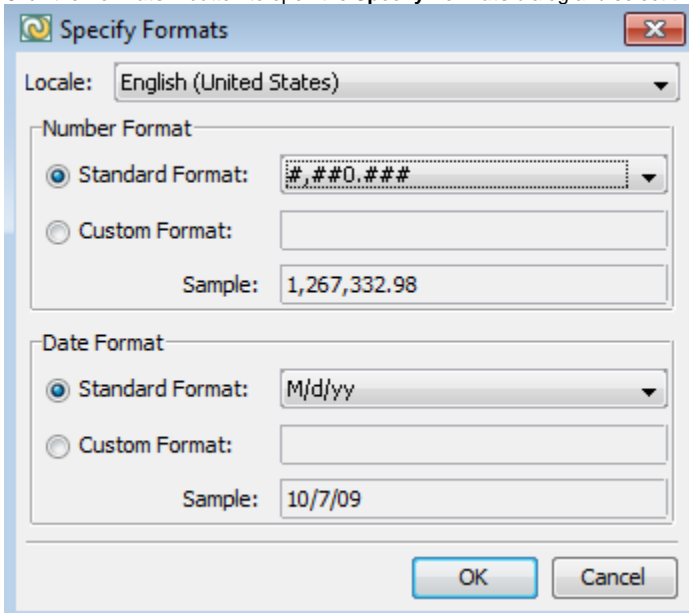 Specify Formats
Locale: English (United States)
Number Format
Standard Format: #,##0.###
Custom Format:
Sample: 1,267,332.98
Date Format
Standard Format: M/d/yy
Custom Format:
Sample: 10/7/09
OK Cancel